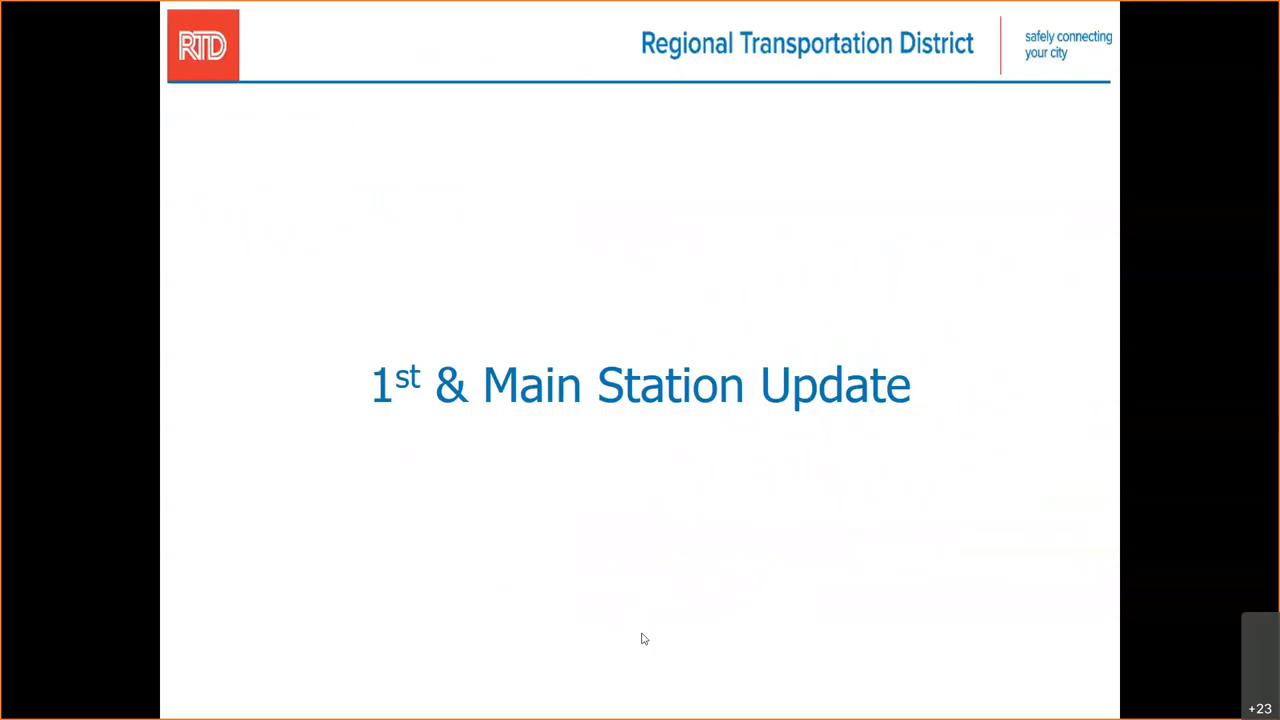 RTD
Regional Transportation District
safely connecting
your city
1st & Main Station Update
+23